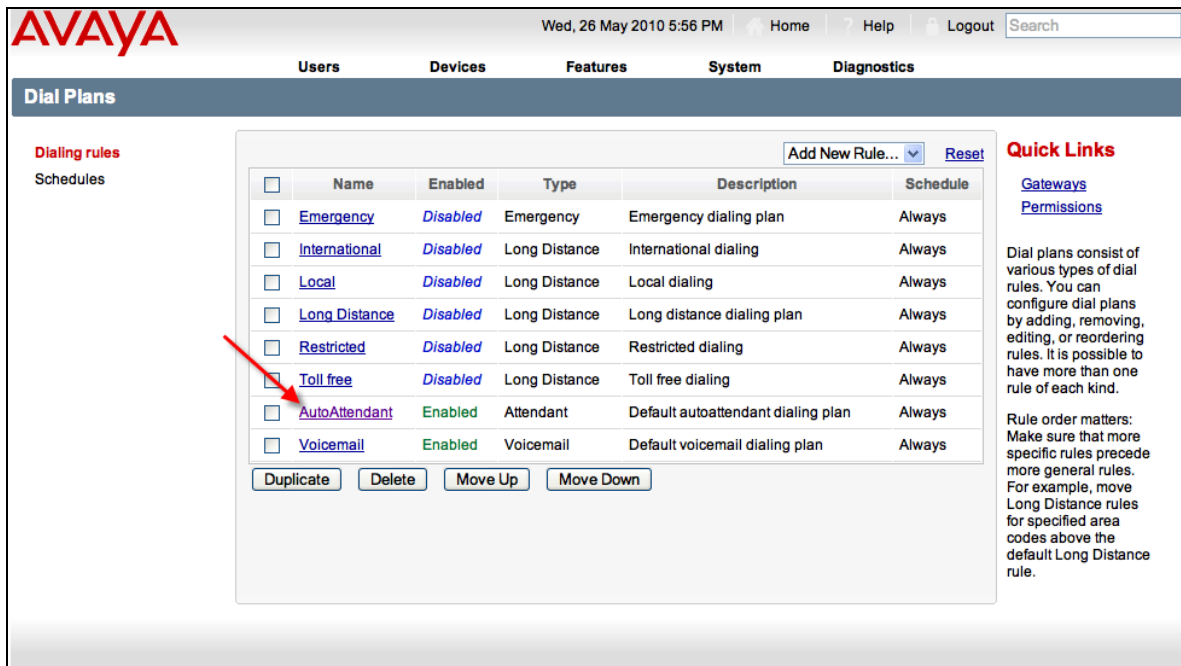 AVAYA
Wed, 26 May 2010 5:56 PM Home ? Help Logout Search
Users Devices Features System Diagnostics
Dial Plans
Dialing rules
Schedules
Add New Rule... Reset
Name Enabled Type Description Schedule
Emergency Disabled Emergency Emergency dialing plan Always
International Disabled Long Distance International dialing Always
Local Disabled Long Distance Local dialing Always
Long Distance Disabled Long Distance Long distance dialing plan Always
Restricted Disabled Long Distance Restricted dialing Always
Toll free Disabled Long Distance Toll free dialing Always
AutoAttendant Enabled Attendant Default autoattendant dialing plan Always
Voicemail Enabled Voicemail Default voicemail dialing plan Always
Duplicate Delete Move Up Move Down
Quick Links
Gateways
Permissions
Dial plans consist of
various types of dial
rules. You can
configure dial plans
by adding, removing,
editing, or reordering
rules. It is possible to
have more than one
rule of each kind.
Rule order matters:
Make sure that more
specific rules precede
more general rules.
For example, move
Long Distance rules
for specified area
codes above the
default Long Distance
rule.